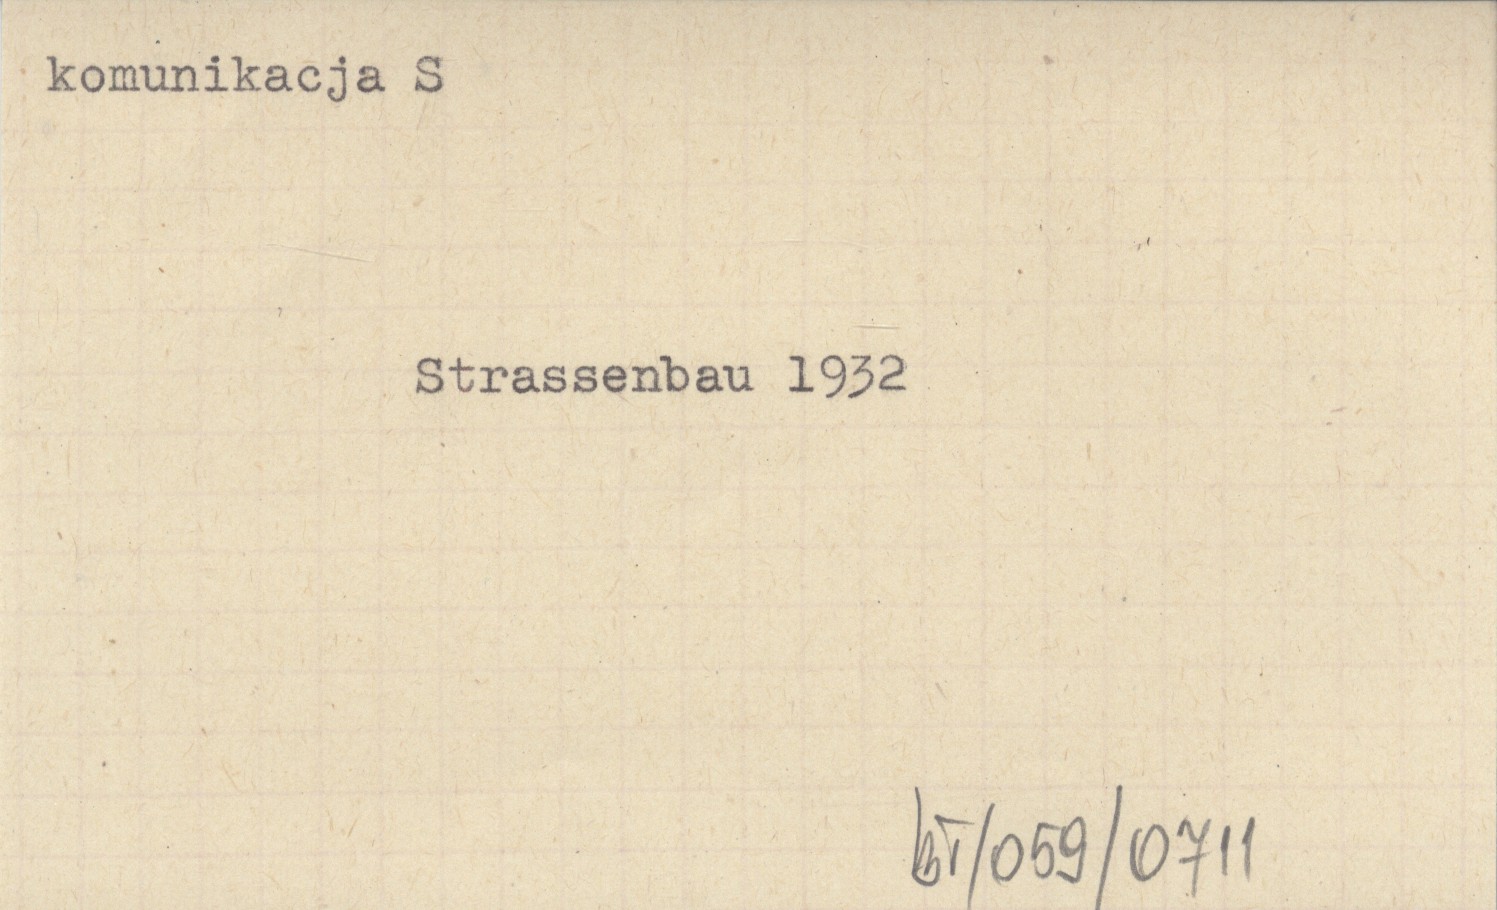 komunikacja S
Strassenbau 1932
bT/059/0711